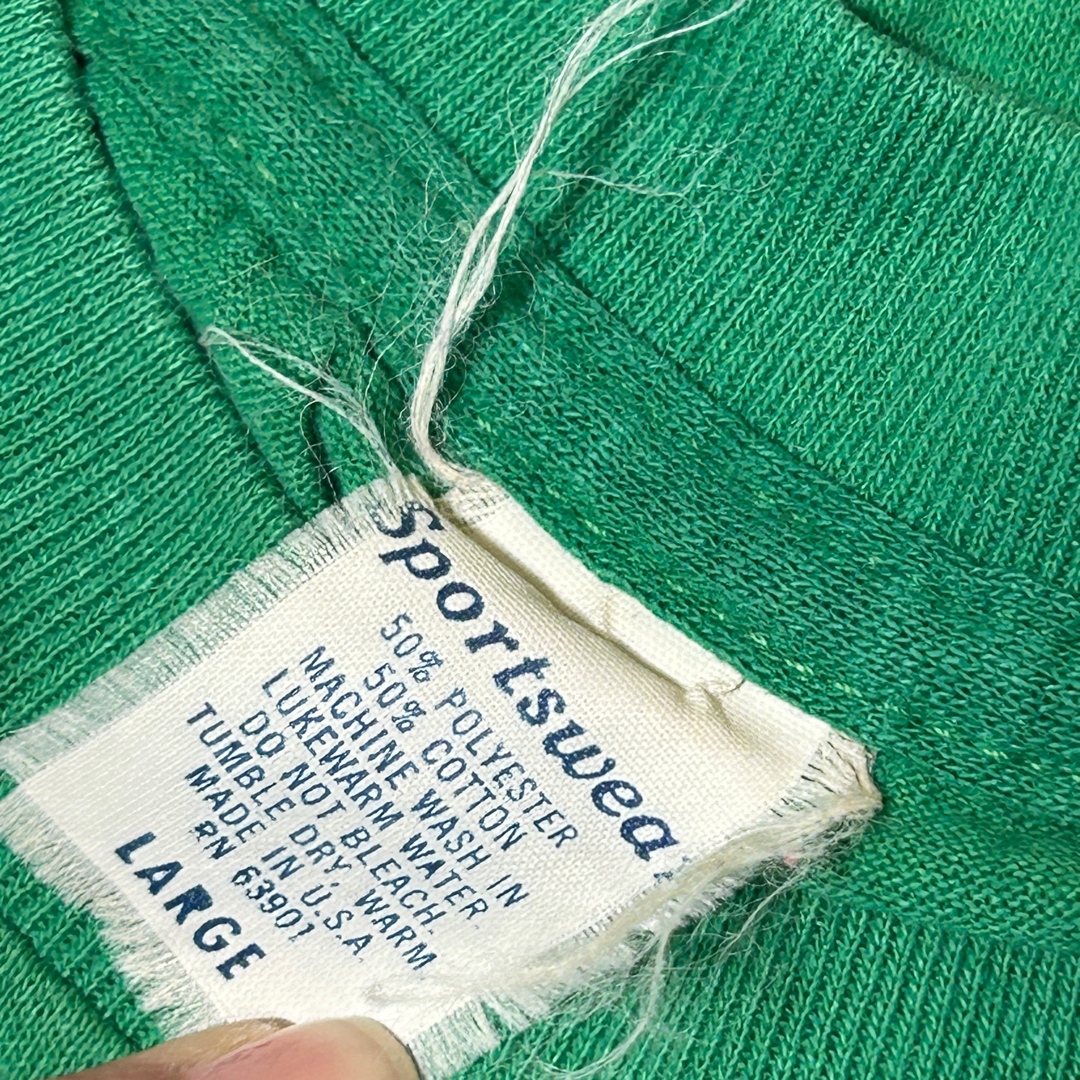 Sportswear
50% POLYESTER
50% COTTON
MACHINE WASH IN
LUKEWARM WATER.
DO NOT BLEACH.
TUMBLE DRY WARM
MADE IN U.S.A.
RN 63901
LARGE